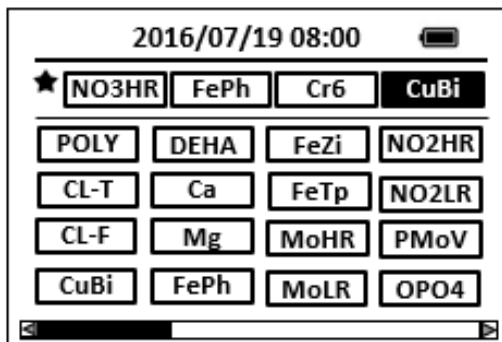 2016/07/19 08:00
NO3HR FePh Cr6 CuBi
POLY DEHA FeZi NO2HR
CL-T Ca FeTp NO2LR
CL-F Mg MoHR PMoV
CuBi FePh MoLR OPO4